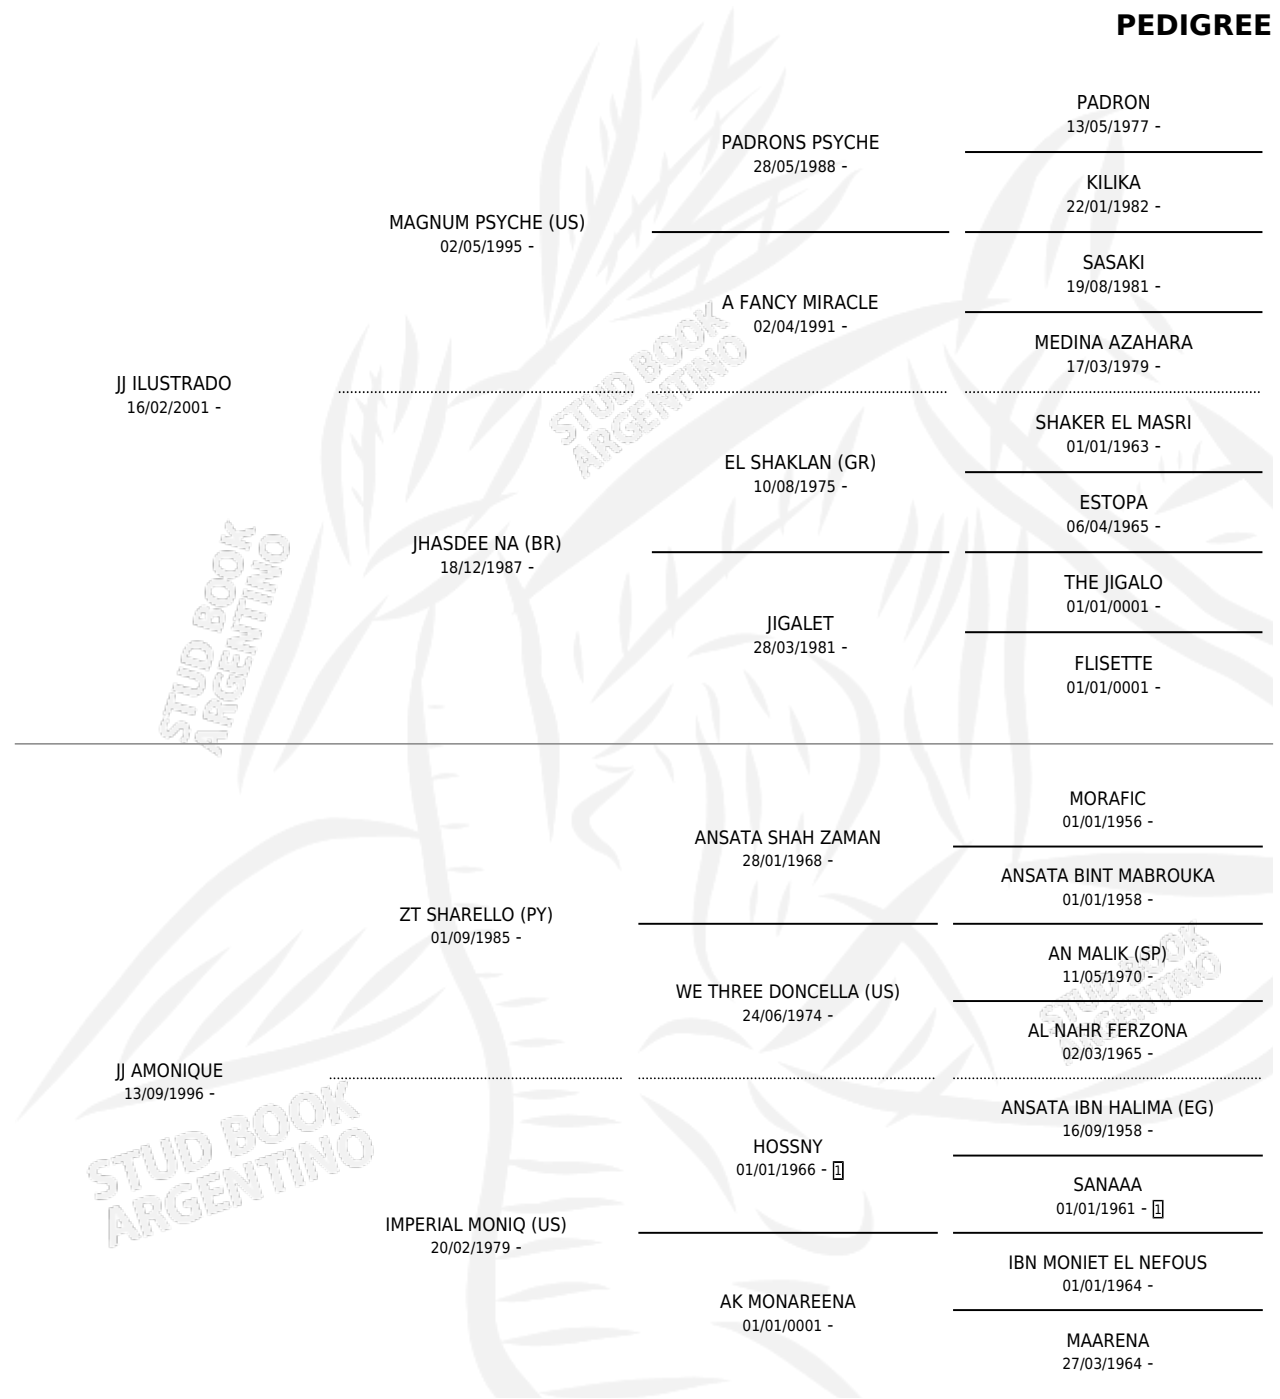 PEDIGREE
PADRON
13/05/1977 -
PADRONS PSYCHE
28/05/1988 -
KILIKA
22/01/1982 -
MAGNUM PSYCHE (US)
02/05/1995 -
SASAKI
19/08/1981 -
A FANCY MIRACLE
02/04/1991 -
MEDINA AZAHARA
17/03/1979 -
JJ ILUSTRADO
16/02/2001 -
SHAKER EL MASRI
01/01/1963 -
EL SHAKLAN (GR)
10/08/1975 -
ESTOPA
06/04/1965 -
JHASDEE NA (BR)
18/12/1987 -
THE JIGALO
01/01/0001 -
JIGALET
28/03/1981 -
FLISETTE
01/01/0001 -
MORAFIC
01/01/1956 -
ANSATA SHAH ZAMAN
28/01/1968 -
ANSATA BINT MABROUKA
01/01/1958 -
ZT SHARELLO (PY)
01/09/1985 -
AN MALIK (SP)
11/05/1970 -
WE THREE DONCELLA (US)
24/06/1974 -
AL NAHR FERZONA
02/03/1965 -
JJ AMONIQUE
13/09/1996 -
ANSATA IBN HALIMA (EG)
16/09/1958 -
HOSSNY
01/01/1966 - 1
SANAAA
01/01/1961 - 1
IMPERIAL MONIQ (US)
20/02/1979 -
IBN MONIET EL NEFOUS
01/01/1964 -
AK MONAREENA
01/01/0001 -
MAARENA
27/03/1964 -
STUD BOOK
ARGENTINO
STUD BOOK
ARGENTINO
STUD BOOK
ARGENTINO
STUD BOOK
ARGENTINO